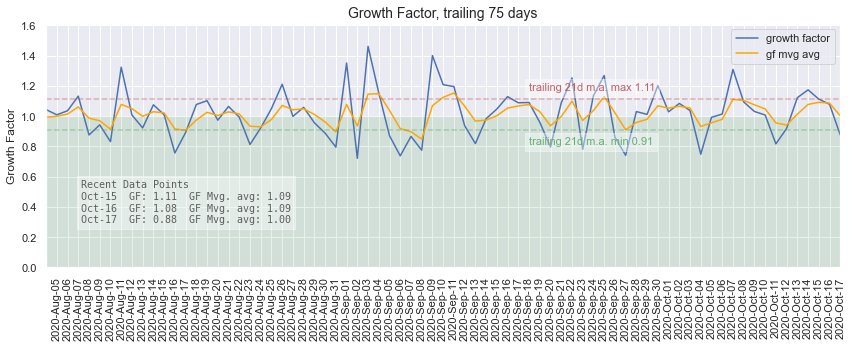 Growth Factor, trailing 75 days
growth factor
gf mvg avg
Growth Factor
1.6
1.4
1.2
1.0
0.8
0.6
0.4
0.2
0.0
trailing 21d m.a. max 1.11
trailing 21d m.a. min 0.91
Recent Data Points
Oct-15 GF: 1.11 GF Mvg. avg: 1.09
Oct-16 GF: 1.08 GF Mvg. avg: 1.09
Oct-17 GF: 0.88 GF Mvg. avg: 1.00
2020-Aug-05
2020-Aug-06
2020-Aug-07
2020-Aug-08
2020-Aug-09
2020-Aug-10
2020-Aug-11
2020-Aug-12
2020-Aug-13
2020-Aug-14
2020-Aug-15
2020-Aug-16
2020-Aug-17
2020-Aug-18
2020-Aug-19
2020-Aug-20
2020-Aug-21
2020-Aug-22
2020-Aug-23
2020-Aug-24
2020-Aug-25
2020-Aug-26
2020-Aug-27
2020-Aug-28
2020-Aug-29
2020-Aug-30
2020-Aug-31
2020-Sep-01
2020-Sep-02
2020-Sep-03
2020-Sep-04
2020-Sep-05
2020-Sep-06
2020-Sep-07
2020-Sep-08
2020-Sep-09
2020-Sep-10
2020-Sep-11
2020-Sep-12
2020-Sep-13
2020-Sep-14
2020-Sep-15
2020-Sep-16
2020-Sep-17
2020-Sep-18
2020-Sep-19
2020-Sep-20
2020-Sep-21
2020-Sep-22
2020-Sep-23
2020-Sep-24
2020-Sep-25
2020-Sep-26
2020-Sep-27
2020-Sep-28
2020-Sep-29
2020-Sep-30
2020-Oct-01
2020-Oct-02
2020-Oct-03
2020-Oct-04
2020-Oct-05
2020-Oct-06
2020-Oct-07
2020-Oct-08
2020-Oct-09
2020-Oct-10
2020-Oct-11
2020-Oct-12
2020-Oct-13
2020-Oct-14
2020-Oct-15
2020-Oct-16
2020-Oct-17